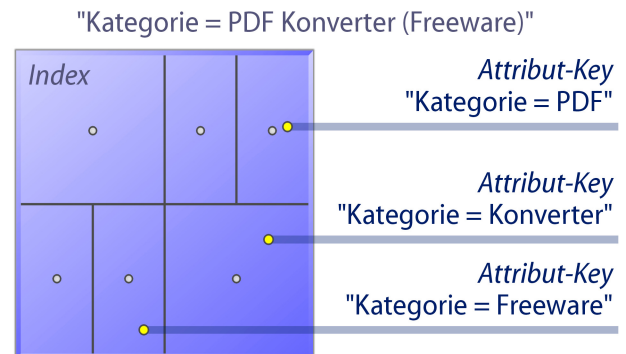 "Kategorie = PDF Konverter (Freeware)"
Index
Attribut-Key
"Kategorie = PDF"
Attribut-Key
"Kategorie = Konverter"
Attribut-Key
"Kategorie = Freeware"